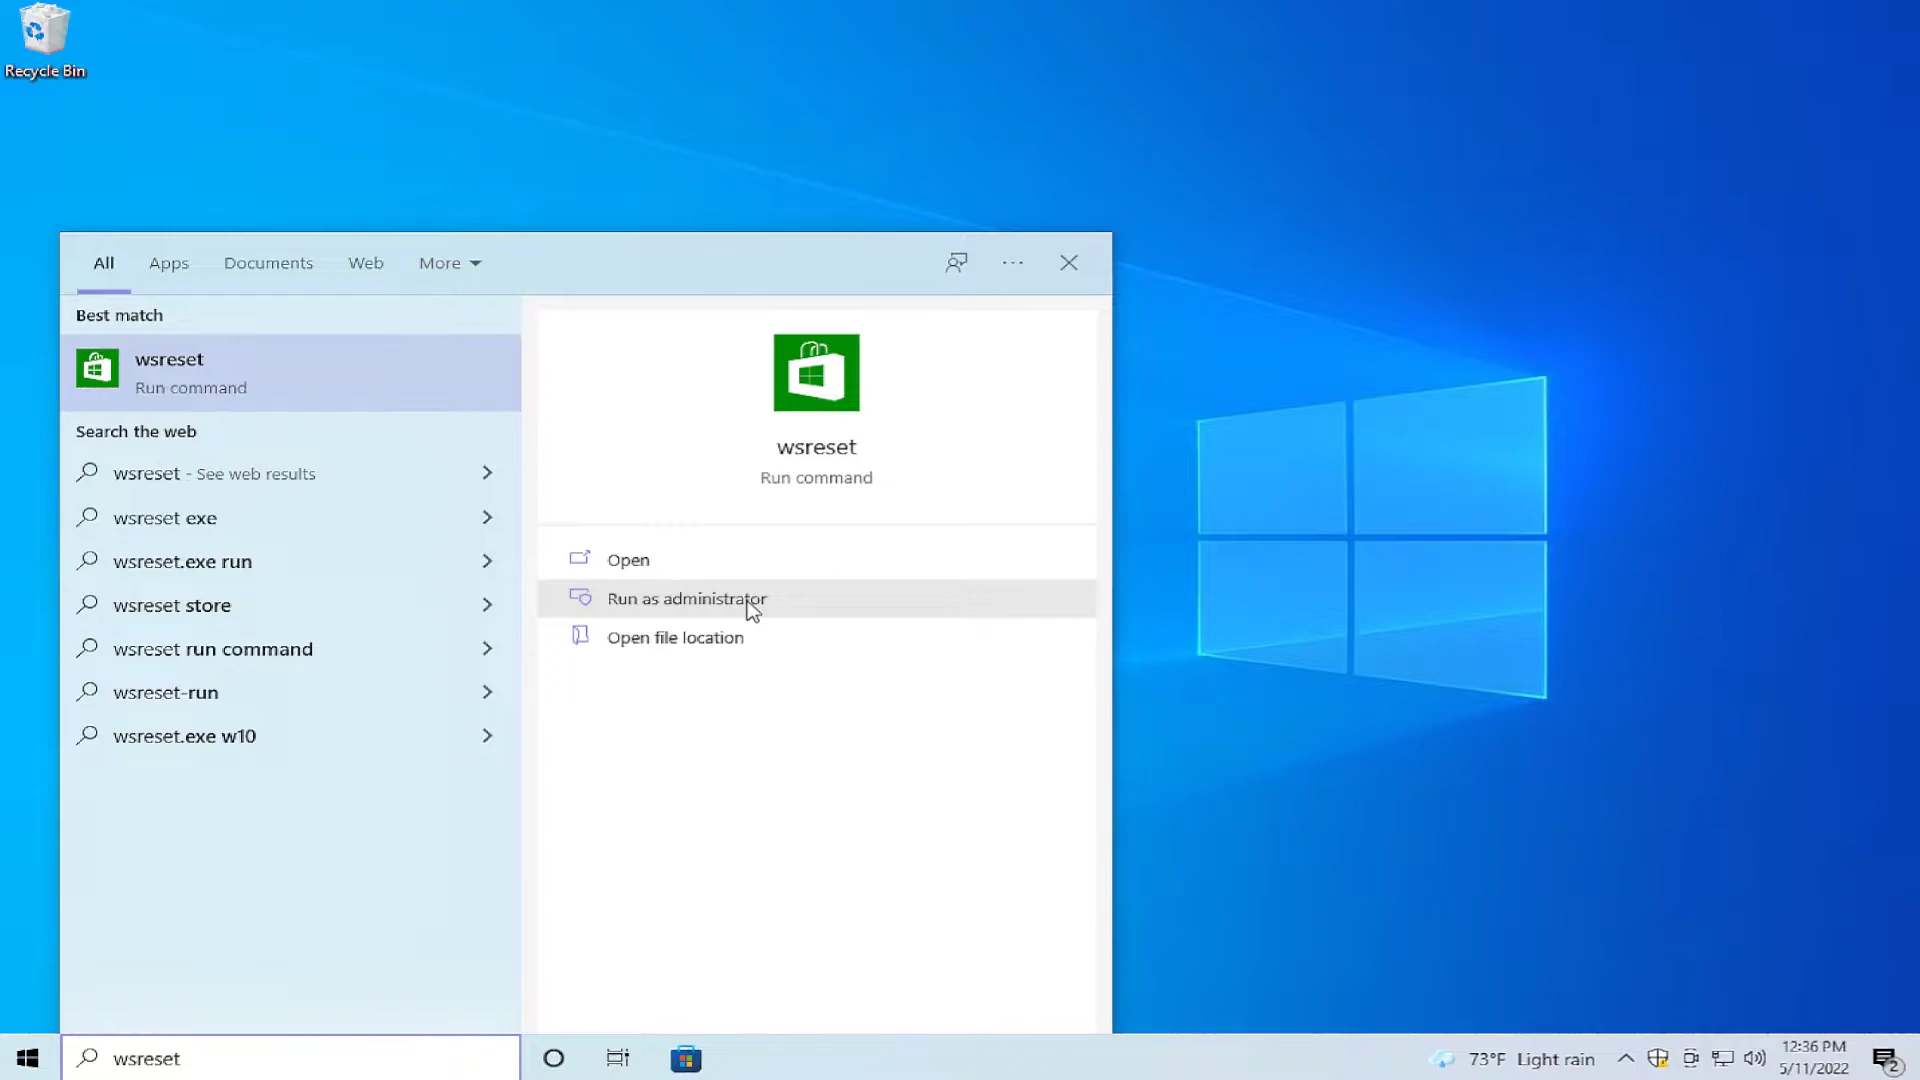 Recycle Bin
All Apps Documents Web More
Best match
wsreset
Run command
Search the web
wsreset - See web results
wsreset exe
wsreset.exe run
wsreset store
wsreset run command
wsreset-run
wsreset.exe w10
wsreset
Run command
Open
Run as administrator
Open file location
wsreset
73°F Light rain
12:36 PM
5/11/2022
2